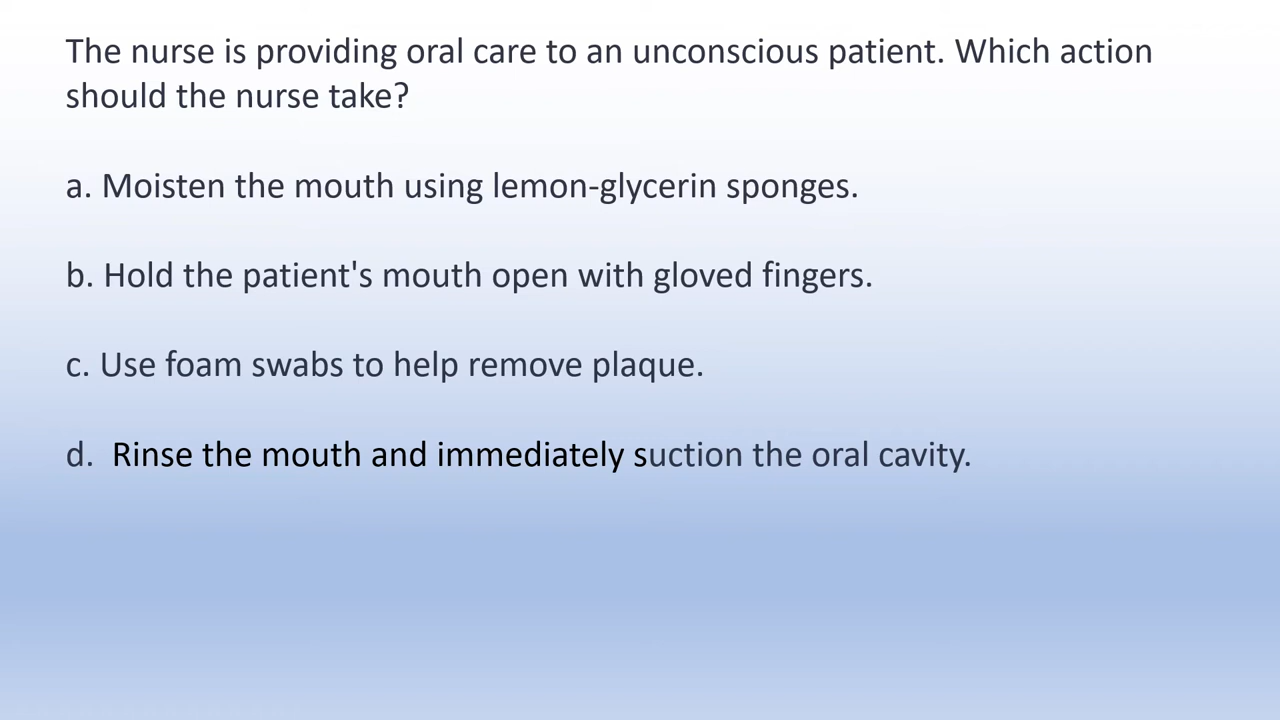 The nurse is providing oral care to an unconscious patient. Which action
should the nurse take?
a. Moisten the mouth using lemon-glycerin sponges.
b. Hold the patient's mouth open with gloved fingers.
c. Use foam swabs to help remove plaque.
d. Rinse the mouth and immediately suction the oral cavity.